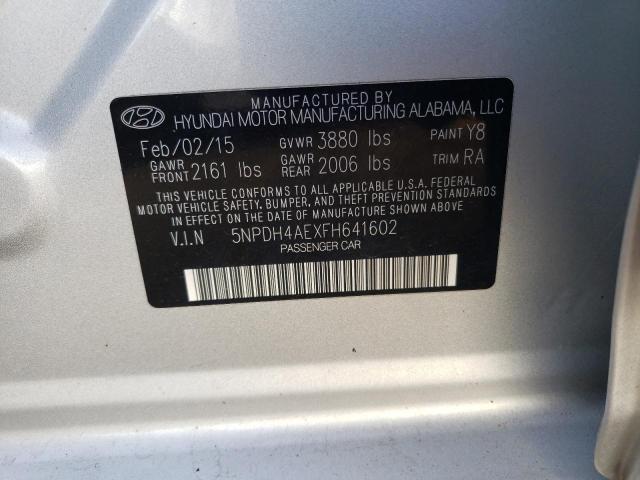 MANUFACTURED BY
HYUNDAI MOTOR MANUFACTURING ALABAMA, LLC
Feb/02/15 GVWR 3880 lbs PAINT Y8
GAWR FRONT 2161 lbs GAWR REAR 2006 lbs TRIM RA
THIS VEHICLE CONFORMS TO ALL APPLICABLE U.S.A. FEDERAL
MOTOR VEHICLE SAFETY, BUMPER, AND THEFT PREVENTION STANDARDS
IN EFFECT ON THE DATE OF MANUFACTURE SHOWN ABOVE
V.I.N 5NPDH4AEXFH641602
PASSENGER CAR